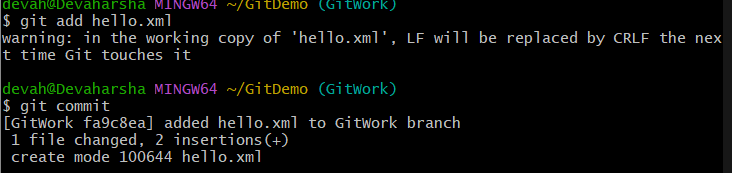 devah@Devaharsha MINGW64 ~/GitDemo (GitWork)
$ git add hello.xml
warning: in the working copy of 'hello.xml', LF will be replaced by CRLF the nex
t time Git touches it
devah@Devaharsha MINGW64 ~/GitDemo (GitWork)
$ git commit
[GitWork fa9c8ea] added hello.xml to GitWork branch
 1 file changed, 2 insertions(+)
 create mode 100644 hello.xml